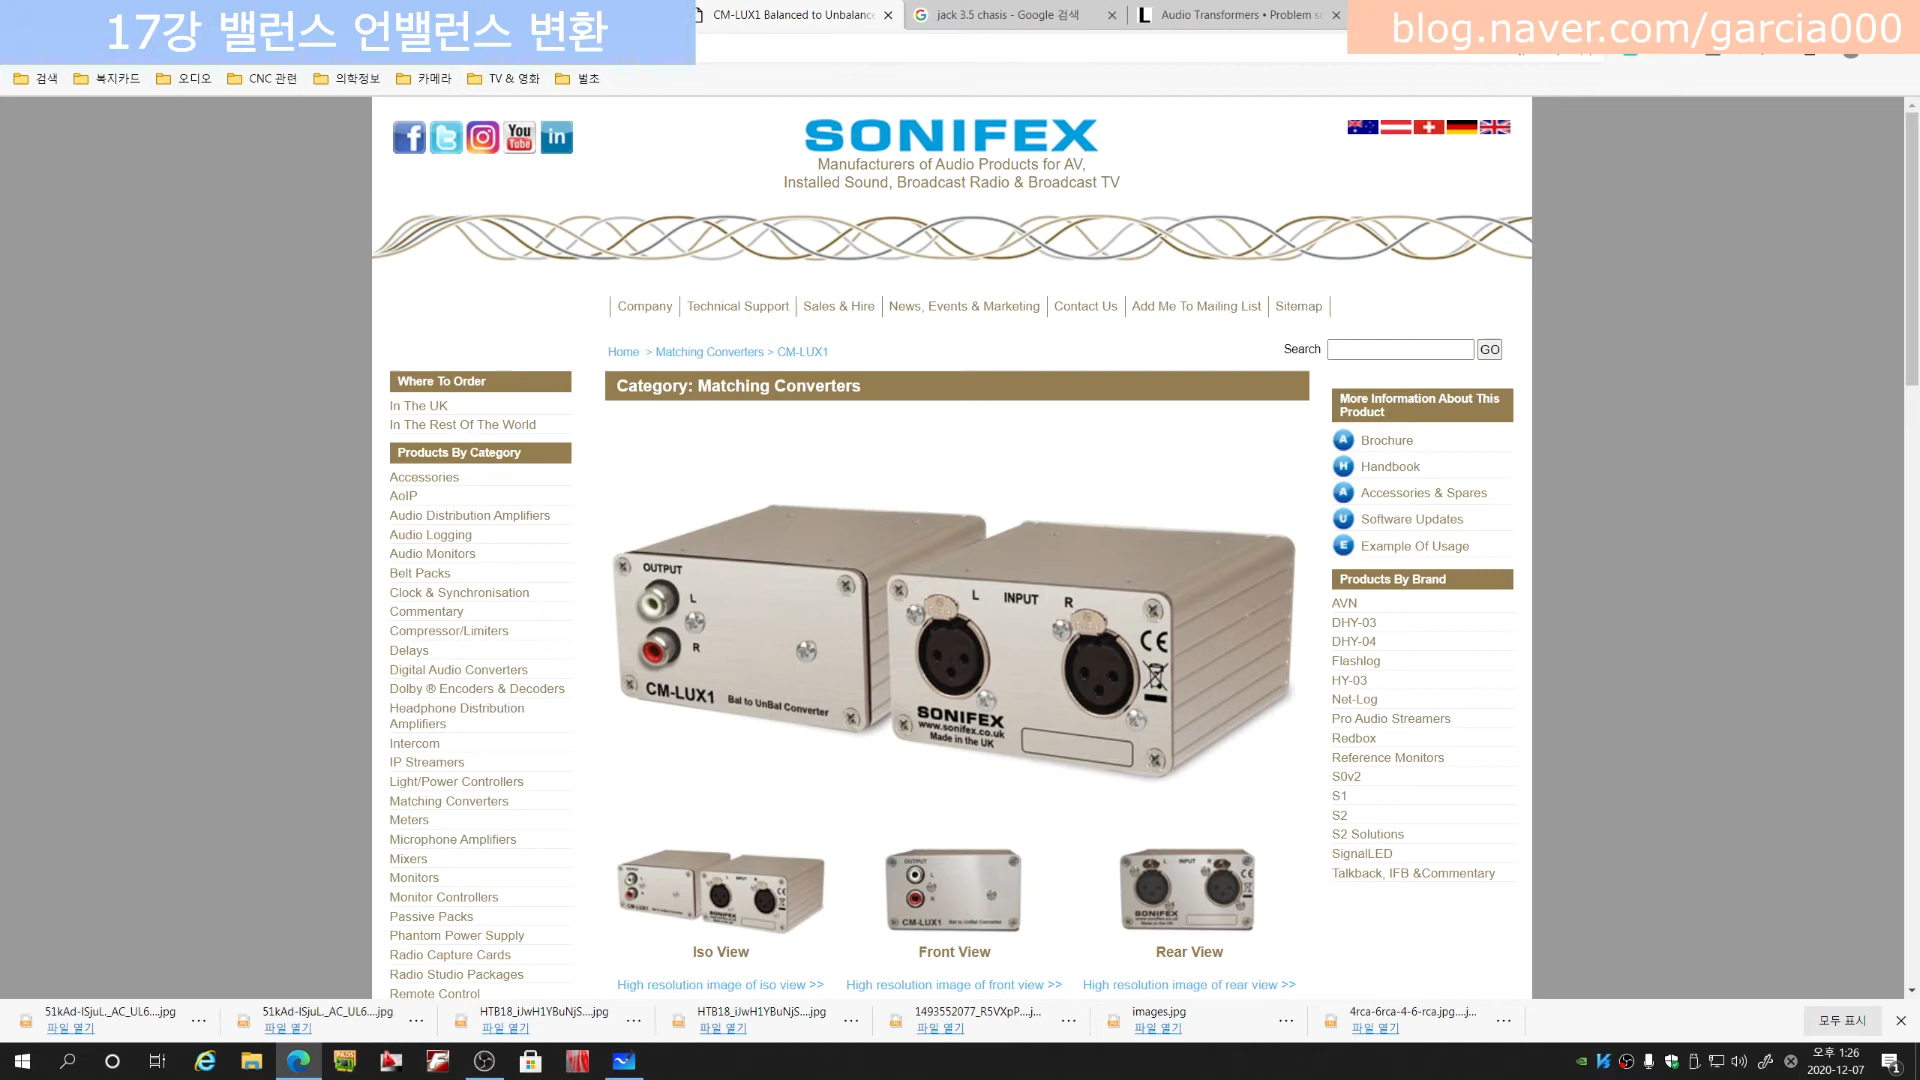 17강 밸런스 언밸런스 변환
CM-LUX1 Balanced to Unbalance
jack 3.5 chasis - Google 검색
Audio Transformers • Problem s
blog.naver.com/garcia000
검색
복지카드
오디오
CNC 관련
의학정보
카메라
TV & 영화
벌초
SONIFEX
Manufacturers of Audio Products for AV,
Installed Sound, Broadcast Radio & Broadcast TV
Company
Technical Support
Sales & Hire
News, Events & Marketing
Contact Us
Add Me To Mailing List
Sitemap
Home > Matching Converters > CM-LUX1
Search
GO
Where To Order
In The UK
In The Rest Of The World
Products By Category
Accessories
AoIP
Audio Distribution Amplifiers
Audio Logging
Audio Monitors
Belt Packs
Clock & Synchronisation
Commentary
Compressor/Limiters
Delays
Digital Audio Converters
Dolby ® Encoders & Decoders
Headphone Distribution
Amplifiers
Intercom
IP Streamers
Light/Power Controllers
Matching Converters
Meters
Microphone Amplifiers
Mixers
Monitors
Monitor Controllers
Passive Packs
Phantom Power Supply
Radio Capture Cards
Radio Studio Packages
Remote Control
Category: Matching Converters
OUTPUT
L
R
CM-LUX1
Bal to UnBal Converter
L INPUT R
SONIFEX
www.sonifex.co.uk
Made in the UK
CE
Iso View
Front View
Rear View
High resolution image of iso view >>
High resolution image of front view >>
High resolution image of rear view >>
More Information About This
Product
A Brochure
H Handbook
A Accessories & Spares
U Software Updates
E Example Of Usage
Products By Brand
AVN
DHY-03
DHY-04
Flashlog
HY-03
Net-Log
Pro Audio Streamers
Redbox
Reference Monitors
S0v2
S1
S2
S2 Solutions
SignalLED
Talkback, IFB &Commentary
51kAd-ISjuL._AC_UL6....jpg
파일 열기
51kAd-ISjuL._AC_UL6....jpg
파일 열기
HTB18_iJwH1YBuNjS....jpg
파일 열기
HTB18_iJwH1YBuNjS....jpg
파일 열기
1493552077_R5VXpP....j...
파일 열기
images.jpg
파일 열기
4rca-6rca-4-6-rca.jpg....j...
파일 열기
모두 표시
오후 1:26
2020-12-07